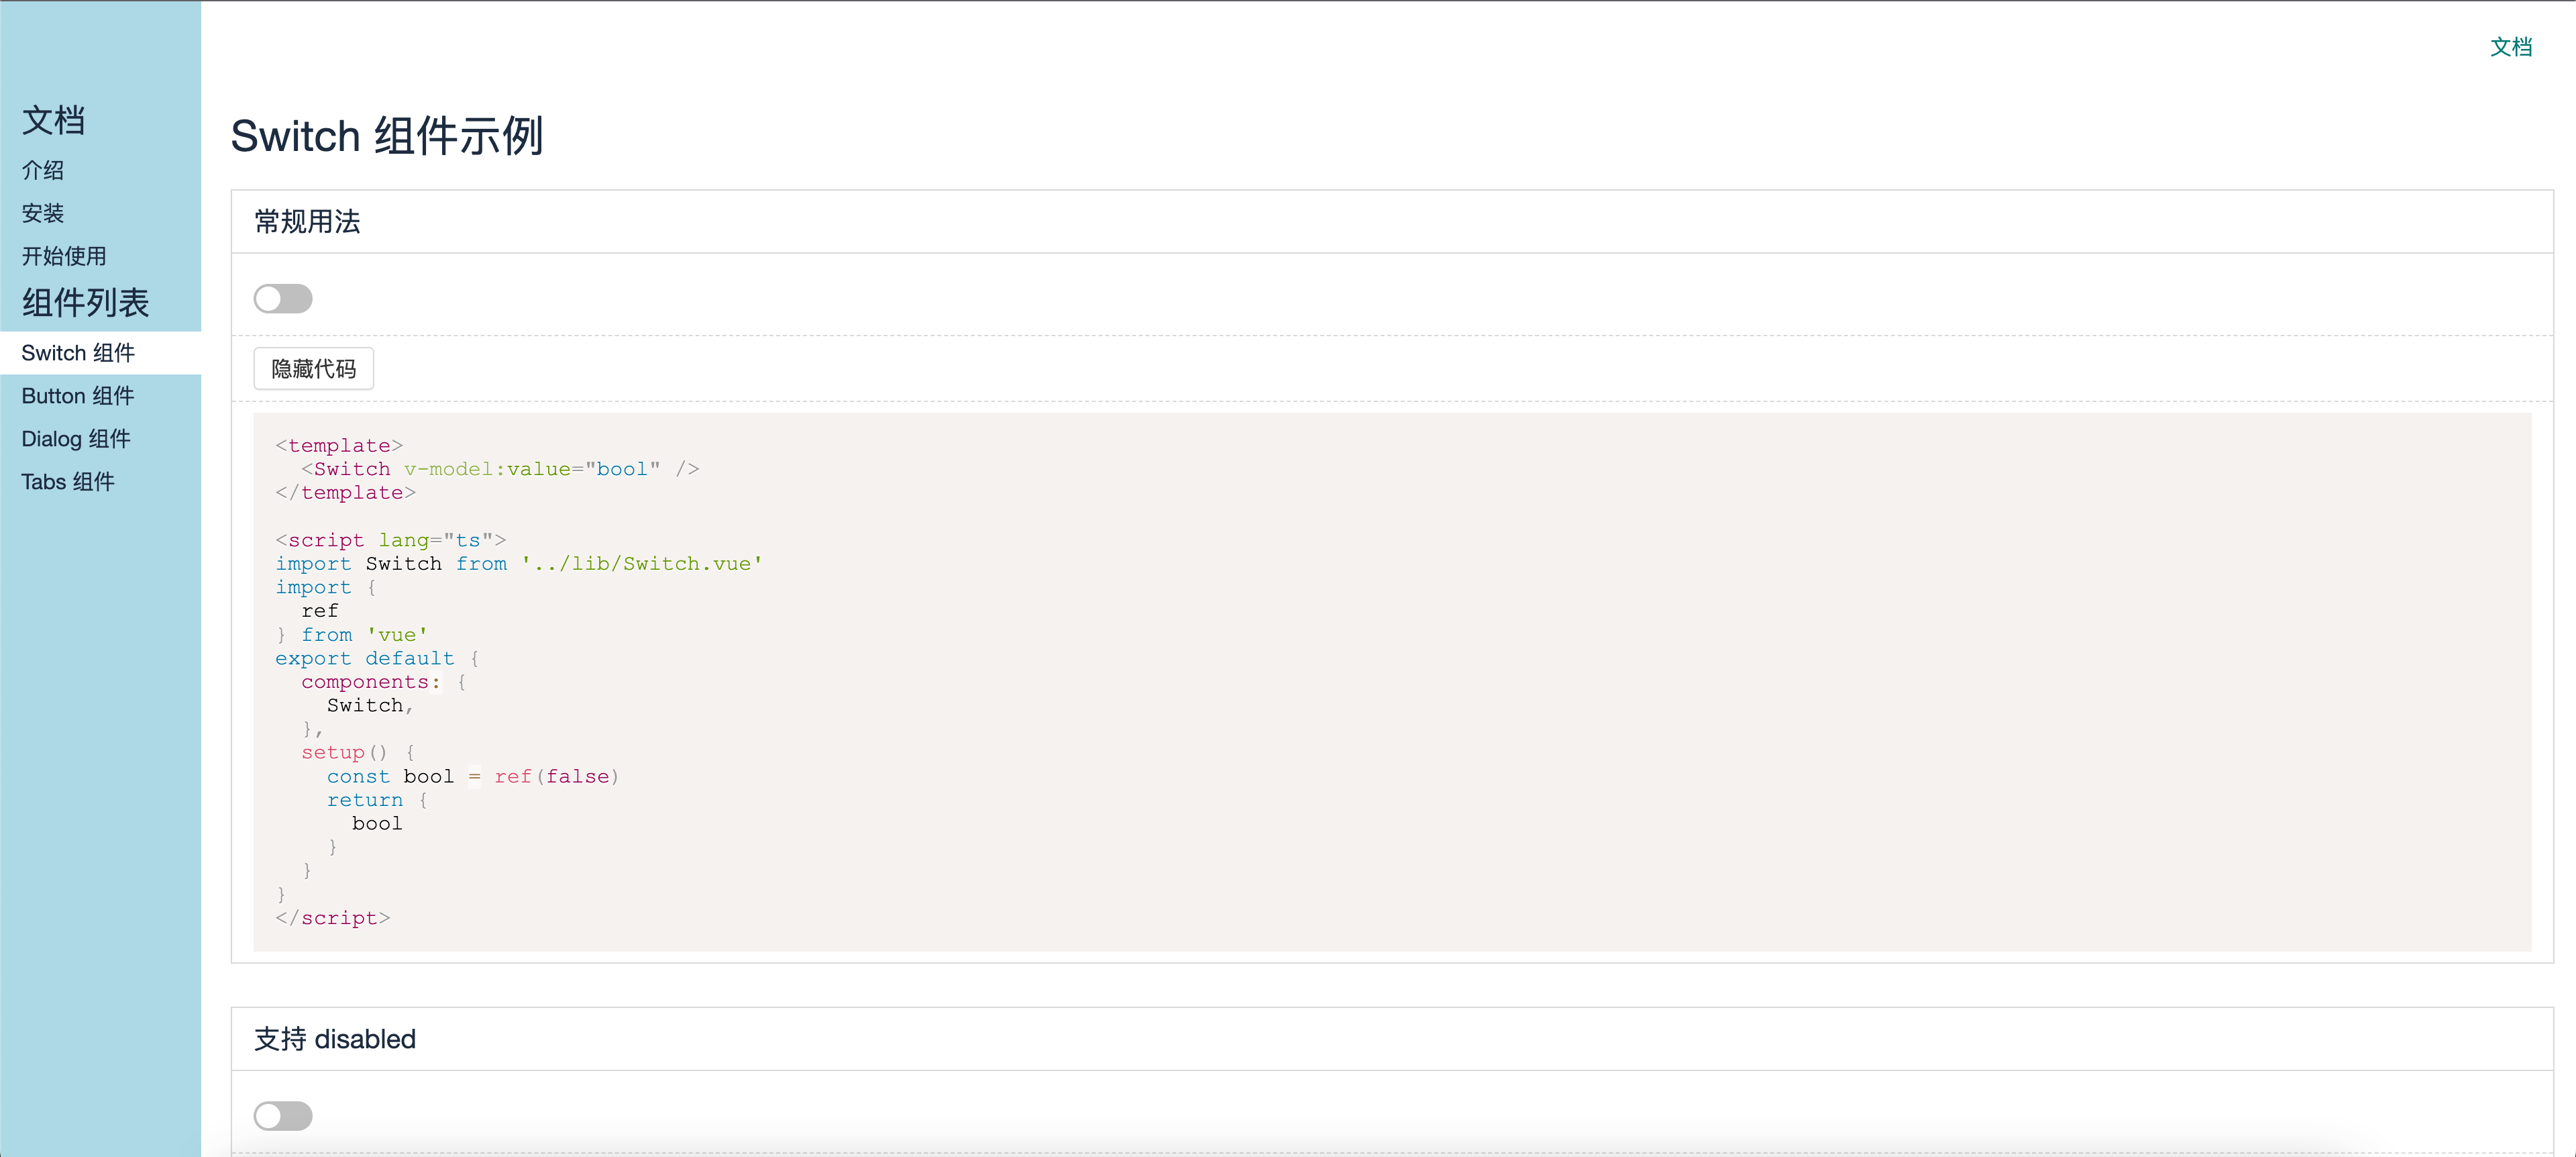 文档
文档
介绍
安装
开始使用
组件列表
Switch 组件
Button 组件
Dialog 组件
Tabs 组件
Switch 组件示例
常规用法
隐藏代码
<template>
  <Switch v-model:value="bool" />
</template>

<script lang="ts">
import Switch from '../lib/Switch.vue'
import {
  ref
} from 'vue'
export default {
  components: {
    Switch,
  },
  setup() {
    const bool = ref(false)
    return {
      bool
    }
  }
}
</script>
支持 disabled